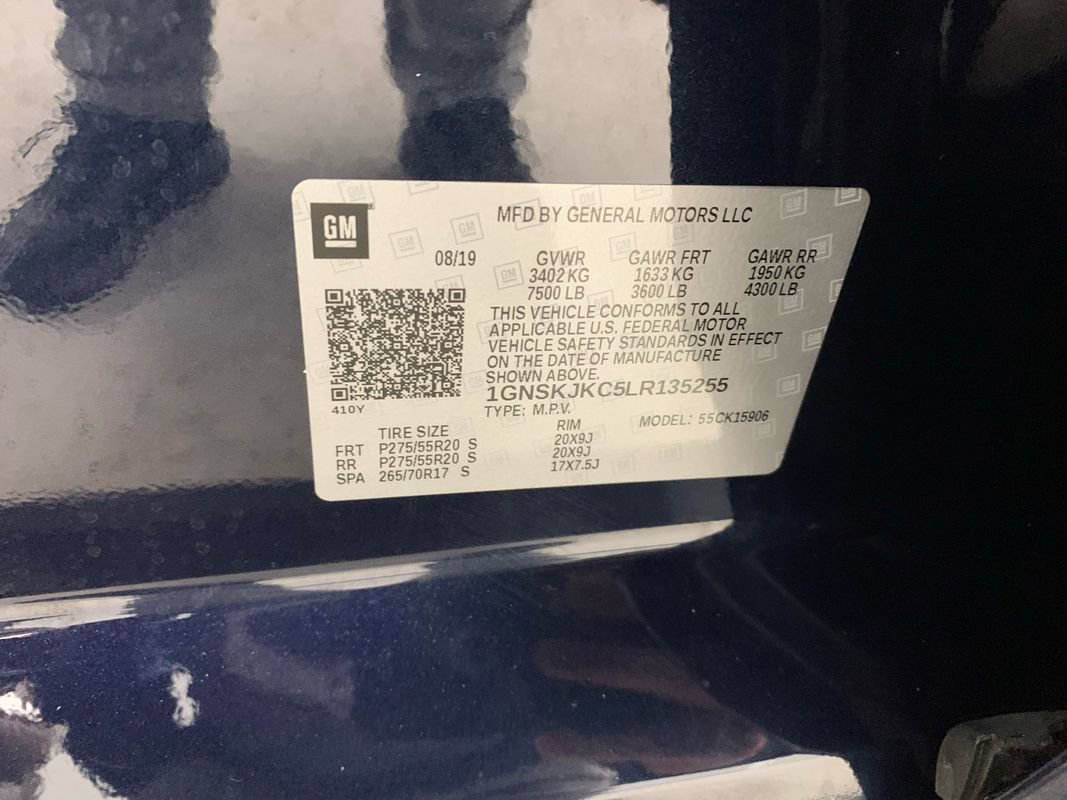 GM
MFD BY GENERAL MOTORS LLC
08/19 GVWR GAWR FRT GAWR RR
3402 KG 1633 KG 1950 KG
7500 LB 3600 LB 4300 LB
THIS VEHICLE CONFORMS TO ALL
APPLICABLE U.S. FEDERAL MOTOR
VEHICLE SAFETY STANDARDS IN EFFECT
ON THE DATE OF MANUFACTURE
SHOWN ABOVE.
1GNSKJKC5LR135255
410Y
TYPE: M.P.V. MODEL: 55CK15906
TIRE SIZE RIM
FRT P275/55R20 S 20X9J
RR P275/55R20 S 20X9J
SPA 265/70R17 S 17X7.5J